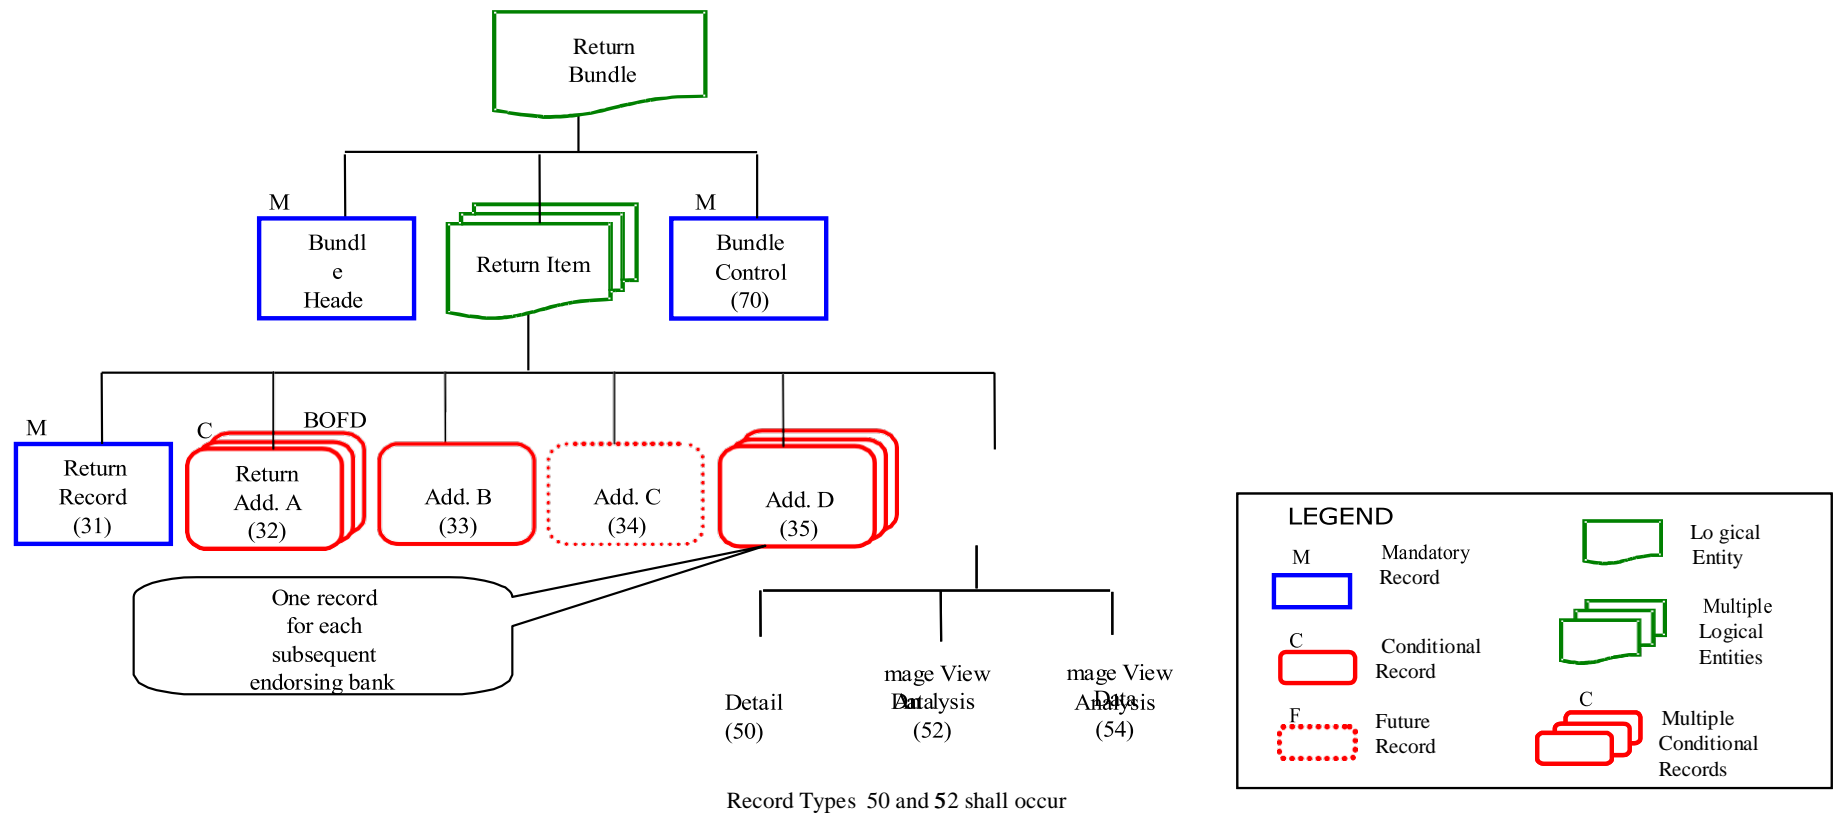 Return
Bundle
M
Bundl
e
Heade
Return Item
M
Bundle
Control
(70)
M
Return
Record
(31)
C
BOFD
Return
Add. A
(32)
Add. B
(33)
Add. C
(34)
Add. D
(35)
One record
for each
subsequent
endorsing bank
Detail
(50)
mage View
Data
Analysis
(52)
mage View
Data
Analysis
(54)
Record Types 50 and 52 shall occur
LEGEND
M
Mandatory
Record
C
Conditional
Record
F
Future
Record
Lo gical
Entity
Multiple
Logical
Entities
C
Multiple
Conditional
Records